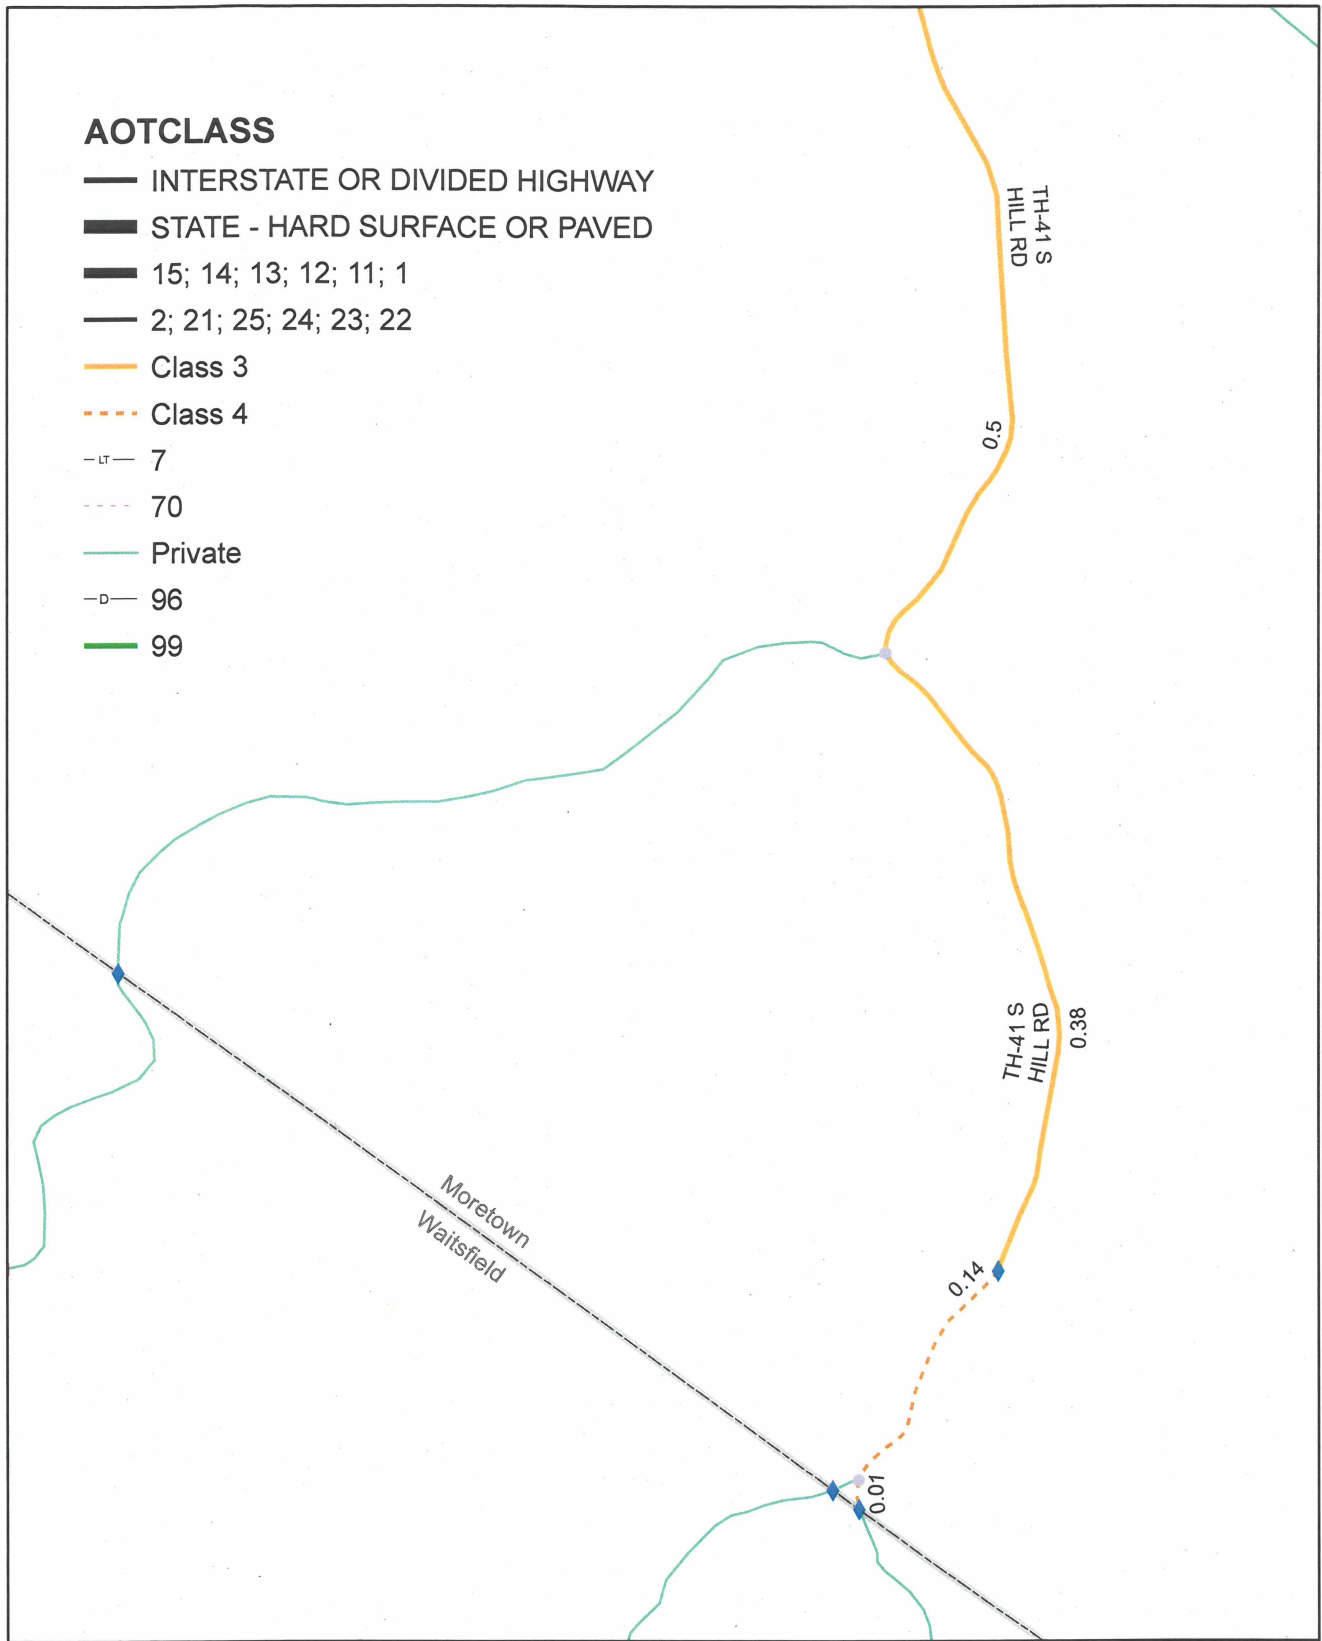 AOTCLASS
INTERSTATE OR DIVIDED HIGHWAY
STATE - HARD SURFACE OR PAVED
15; 14; 13; 12; 11; 1
2; 21; 25; 24; 23; 22
Class 3
Class 4
LT 7
70
Private
D 96
99
TH-41 S
HILL RD
0.5
TH-41 S
HILL RD
0.38
Moretown
Waitsfield
0.14
0.01